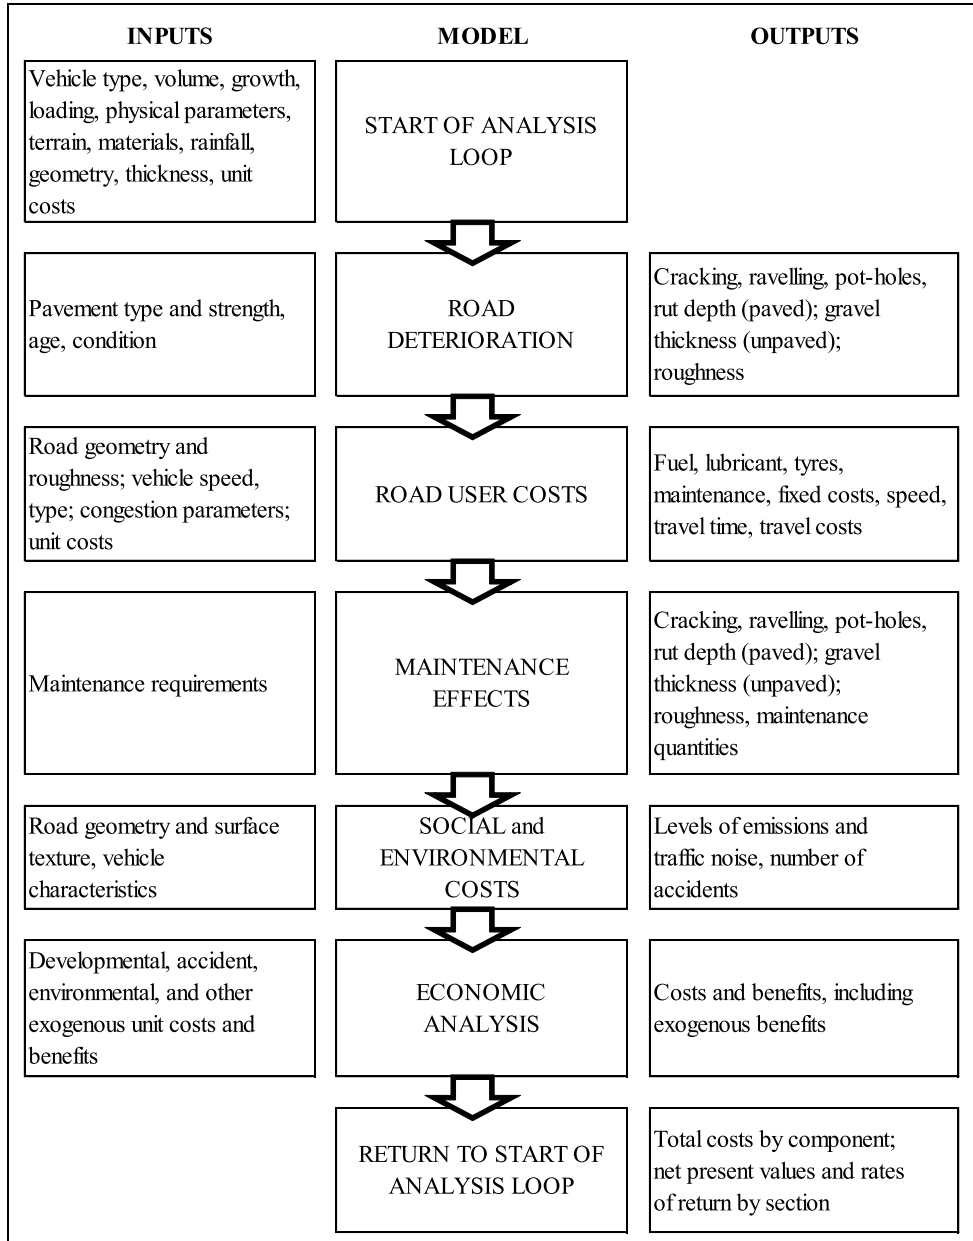 INPUTS
MODEL
OUTPUTS
Vehicle type, volume, growth,
loading, physical parameters,
terrain, materials, rainfall,
geometry, thickness, unit
costs
START OF ANALYSIS
LOOP
Pavement type and strength,
age, condition
ROAD
DETERIORATION
Cracking, ravelling, pot-holes,
rut depth (paved); gravel
thickness (unpaved);
roughness
Road geometry and
roughness; vehicle speed,
type; congestion parameters;
unit costs
ROAD USER COSTS
Fuel, lubricant, tyres,
maintenance, fixed costs, speed,
travel time, travel costs
Maintenance requirements
MAINTENANCE
EFFECTS
Cracking, ravelling, pot-holes,
rut depth (paved); gravel
thickness (unpaved);
roughness, maintenance
quantities
Road geometry and surface
texture, vehicle
characteristics
SOCIAL and
ENVIRONMENTAL
COSTS
Levels of emissions and
traffic noise, number of
accidents
Developmental, accident,
environmental, and other
exogenous unit costs and
benefits
ECONOMIC
ANALYSIS
Costs and benefits, including
exogenous benefits
RETURN TO START OF
ANALYSIS LOOP
Total costs by component;
net present values and rates
of return by section